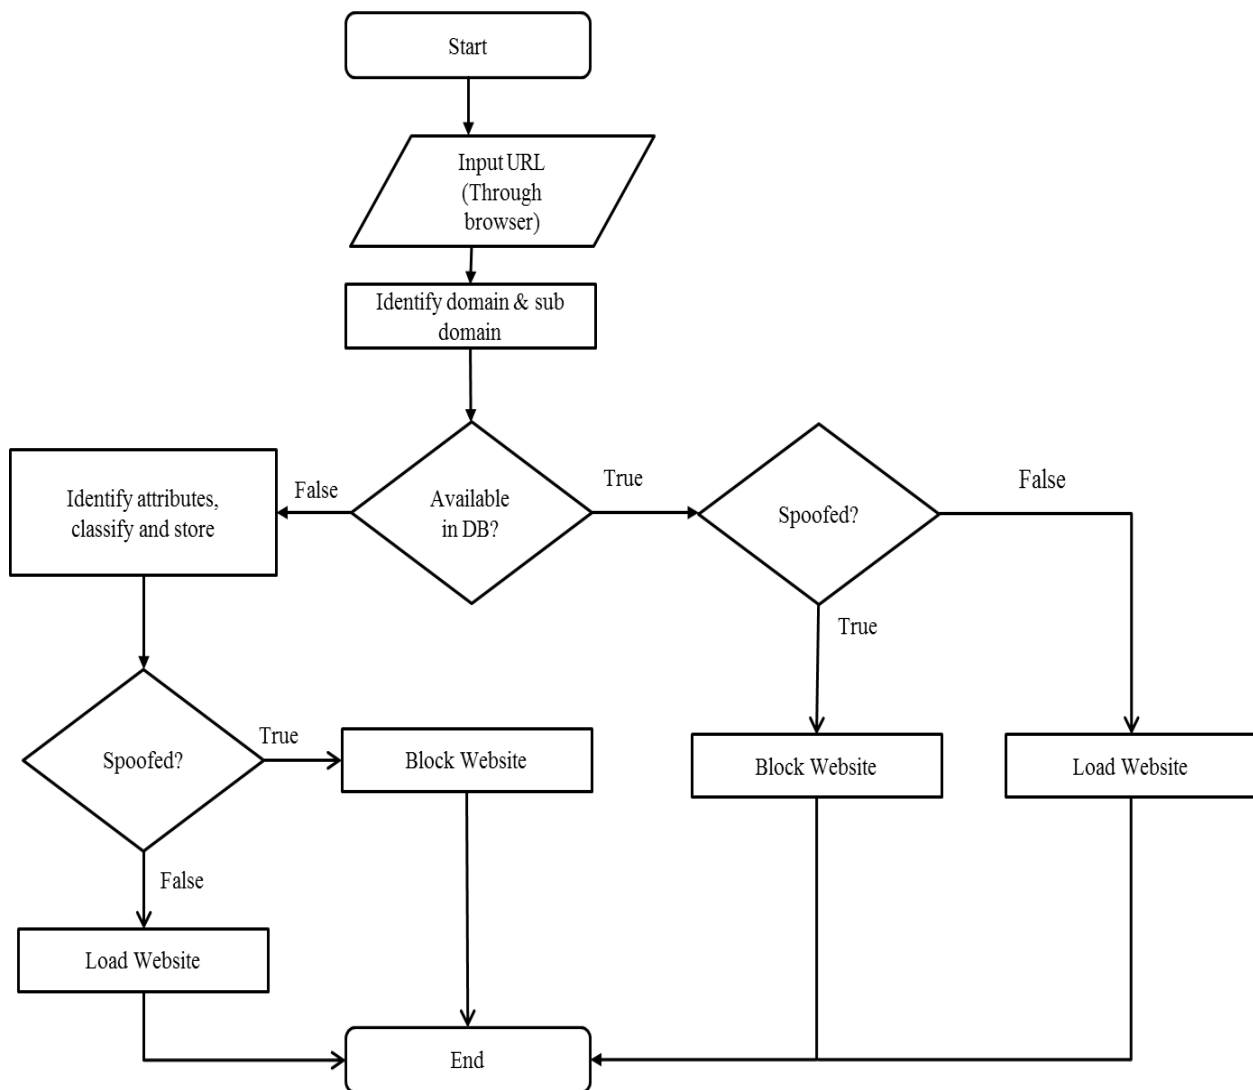 Start
Input URL
(Through
browser)
Identify domain & sub
domain
Available
in DB?
False
True
Identify attributes,
classify and store
Spoofed?
False
True
Spoofed?
True
False
Block Website
Block Website
Load Website
Load Website
End